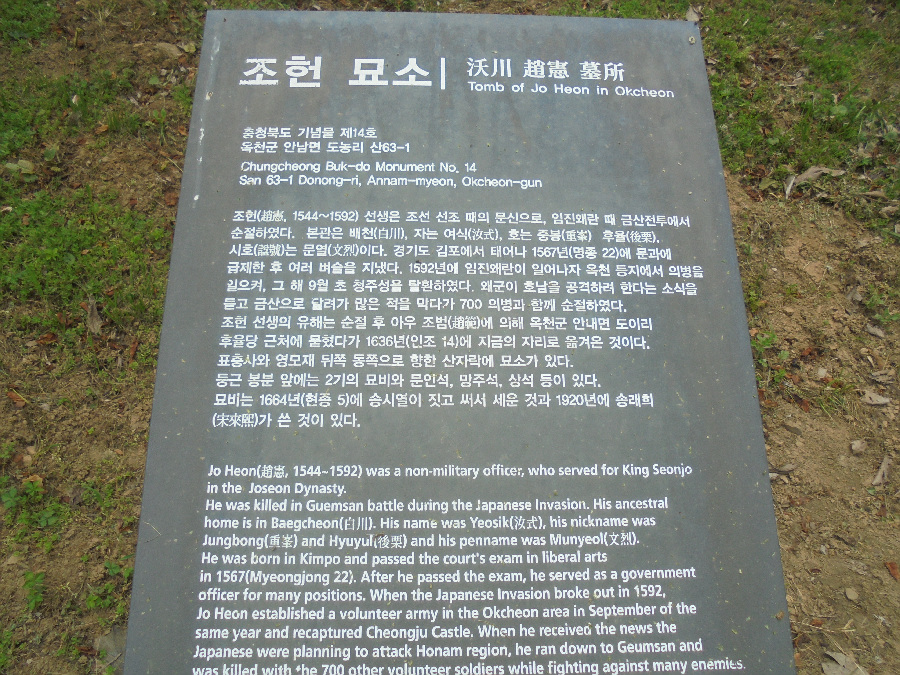 조헌 묘소 沃川 趙憲 墓所
Tomb of Jo Heon in Okcheon
충청북도 기념물 제14호
옥천군 안남면 도농리 산63-1
Chungcheong Buk-do Monument No. 14
San 63-1 Donong-ri, Annam-myeon, Okcheon-gun
조헌(趙憲, 1544~1592) 선생은 조선 선조 때의 문신으로, 임진왜란 때 금산전투에서
순절하였다. 본관은 배천(白川), 자는 여식(汝式), 호는 중봉(重峯) 후율(後栗).
시호(諡號)는 문열(文烈)이다. 경기도 김포에서 태어나 1567년(명종 22)에 문과에
급제한 후 여러 벼슬을 지냈다. 1592년에 임진왜란이 일어나자 옥천 등지에서 의병을
일으켜, 그 해 9월 초 청주성을 탈환하였다. 왜군이 호남을 공격하려 한다는 소식을
듣고 금산으로 달려가 많은 적을 막다가 700 의병과 함께 순절하였다.
조헌 선생의 유해는 순절 후 아우 조범(趙範)에 의해 옥천군 안내면 도이리
후율당 근처에 묻혔다가 1636년(인조 14)에 지금의 자리로 옮겨온 것이다.
표충사와 영모재 뒤쪽 동쪽으로 향한 산지락에 묘소가 있다.
둥근 봉분 앞에는 2기의 묘비와 문인석, 망주석, 상석 등이 있다.
묘비는 1664년(현종 5)에 송시열이 짓고 써서 세운 것과 1920년에 송래희
(宋來熙)가 쓴 것이 있다.
Jo Heon(趙憲, 1544~1592) was a non-military officer, who served for King Seonjo
in the Joseon Dynasty.
He was killed in Guemsan battle during the Japanese Invasion. His ancestral
home is in Baegcheon(白川). His name was Yeosik(汝式), his nickname was
Jungbong(重峯) and Hyuyul(後栗) and his penname was Munyeol(文烈).
He was born in Kimpo and passed the court's exam in liberal arts
in 1567(Myeongjong 22). After he passed the exam, he served as a government
officer for many positions. When the Japanese Invasion broke out in 1592,
Jo Heon established a volunteer army in the Okcheon area in September of the
same year and recaptured Cheongju Castle. When he received the news the
Japanese were planning to attack Honam region, he ran down to Geumsan and
was killed with the 700 other volunteer soldiers while fighting against many enemies.